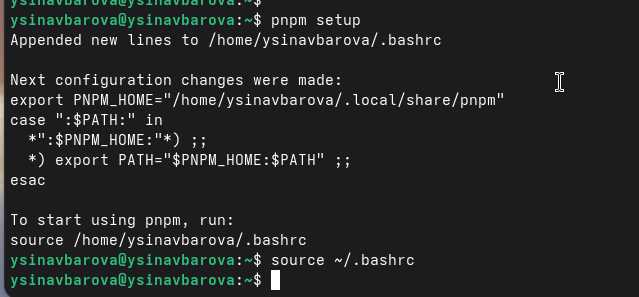 ysinavbarova@ysinavbarova:~$
ysinavbarova@ysinavbarova:~$ pnpm setup
Appended new lines to /home/ysinavbarova/.bashrc

Next configuration changes were made:
export PNPM_HOME="/home/ysinavbarova/.local/share/pnpm"
case ":$PATH:" in
  *":$PNPM_HOME:"*) ;;
  *) export PATH="$PNPM_HOME:$PATH" ;;
esac

To start using pnpm, run:
source /home/ysinavbarova/.bashrc
ysinavbarova@ysinavbarova:~$ source ~/.bashrc
ysinavbarova@ysinavbarova:~$